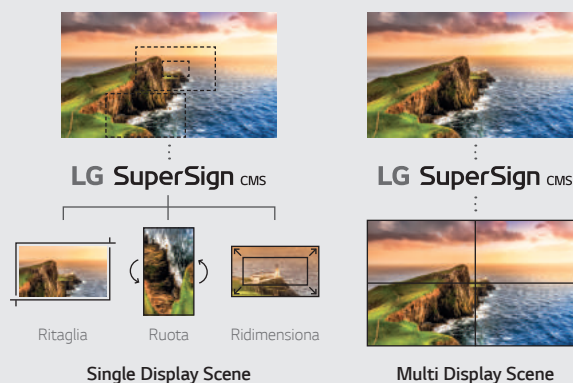 LG SuperSign CMS
LG SuperSign CMS
Ritaglia
Ruota
Ridimensiona
Single Display Scene
Multi Display Scene